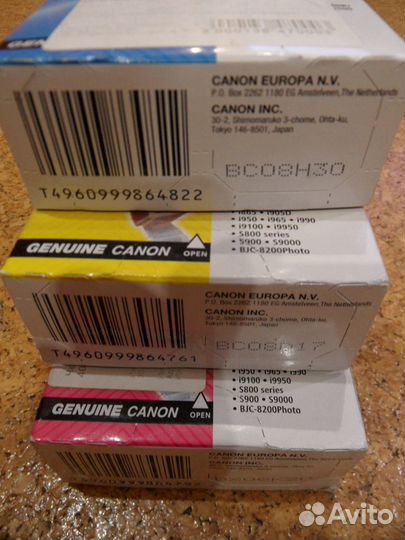 CANON EUROPA N.V.
P.O. Box 2262 1180 EG Amstelveen, The Netherlands
CANON INC.
30-2, Shimomaruko 3-chome, Ohta-ku,
Tokyo 146-8501, Japan
BC08H30
T4960999864822
• i865 • i905D
• i950 • i965 • i990
• i9100 • i9950
• S800 series
• S900 • S9000
• BJC-8200Photo
GENUINE CANON
OPEN
CANON EUROPA N.V.
P.O. Box 2262 1180 EG Amstelveen, The Netherlands
CANON INC.
30-2, Shimomaruko 3-chome, Ohta-ku,
Tokyo 146-8501, Japan
T4960999864761
• i950 • i965 • i990
• i9100 • i9950
• S800 series
• S900 • S9000
• BJC-8200Photo
GENUINE CANON
OPEN
CANON EUROPA N.V.
CANON INC.
Avito